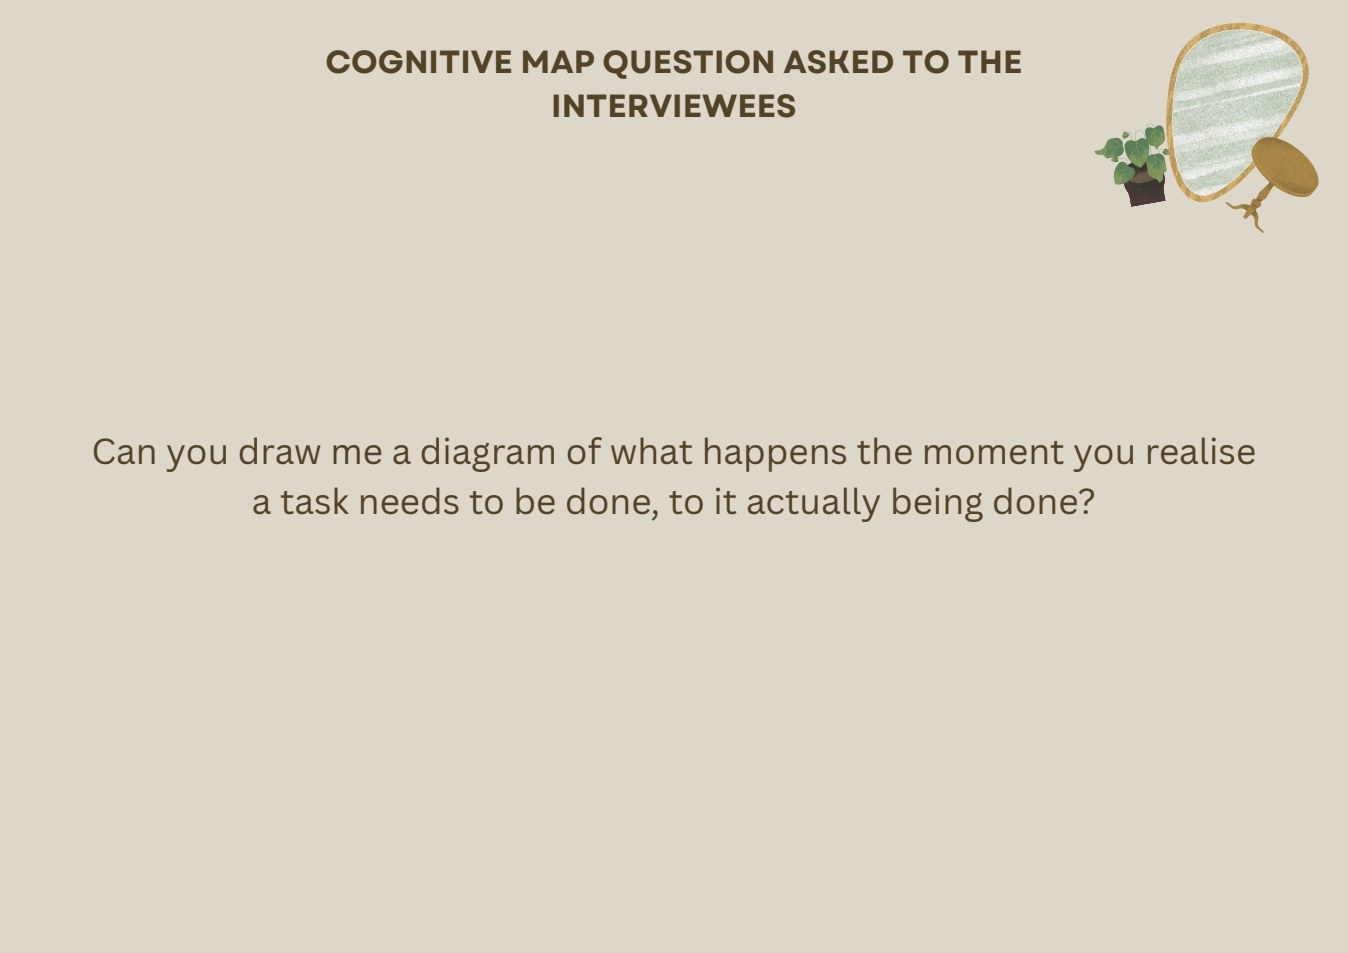 COGNITIVE MAP QUESTION ASKED TO THE
INTERVIEWEES
Can you draw me a diagram of what happens the moment you realise
a task needs to be done, to it actually being done?